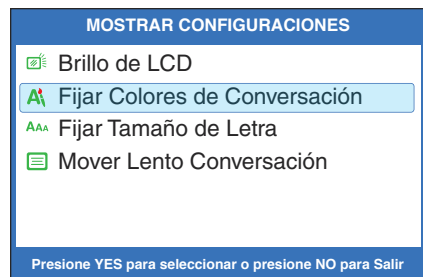 MOSTRAR CONFIGURACIONES
Brillo de LCD
Fijar Colores de Conversación
Fijar Tamaño de Letra
Mover Lento Conversación
Presione YES para seleccionar o presione NO para Salir